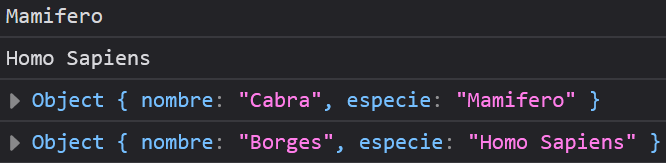 Mamifero
Homo Sapiens
Object { nombre: "Cabra", especie: "Mamifero" }
Object { nombre: "Borges", especie: "Homo Sapiens" }